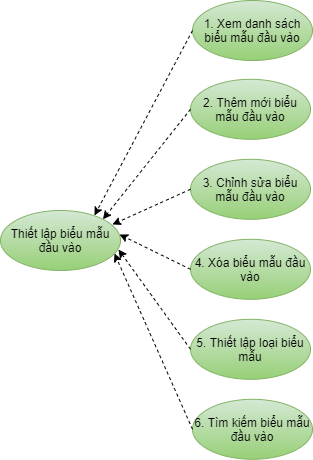 1. Xem danh sách
biểu mẫu đầu vào
2. Thêm mới biểu
mẫu đầu vào
3. Chỉnh sửa biểu
mẫu đầu vào
Thiết lập biểu mẫu
đầu vào
4. Xóa biểu mẫu đầu
vào
5. Thiết lập loại biểu
mẫu
6. Tìm kiếm biểu mẫu
đầu vào